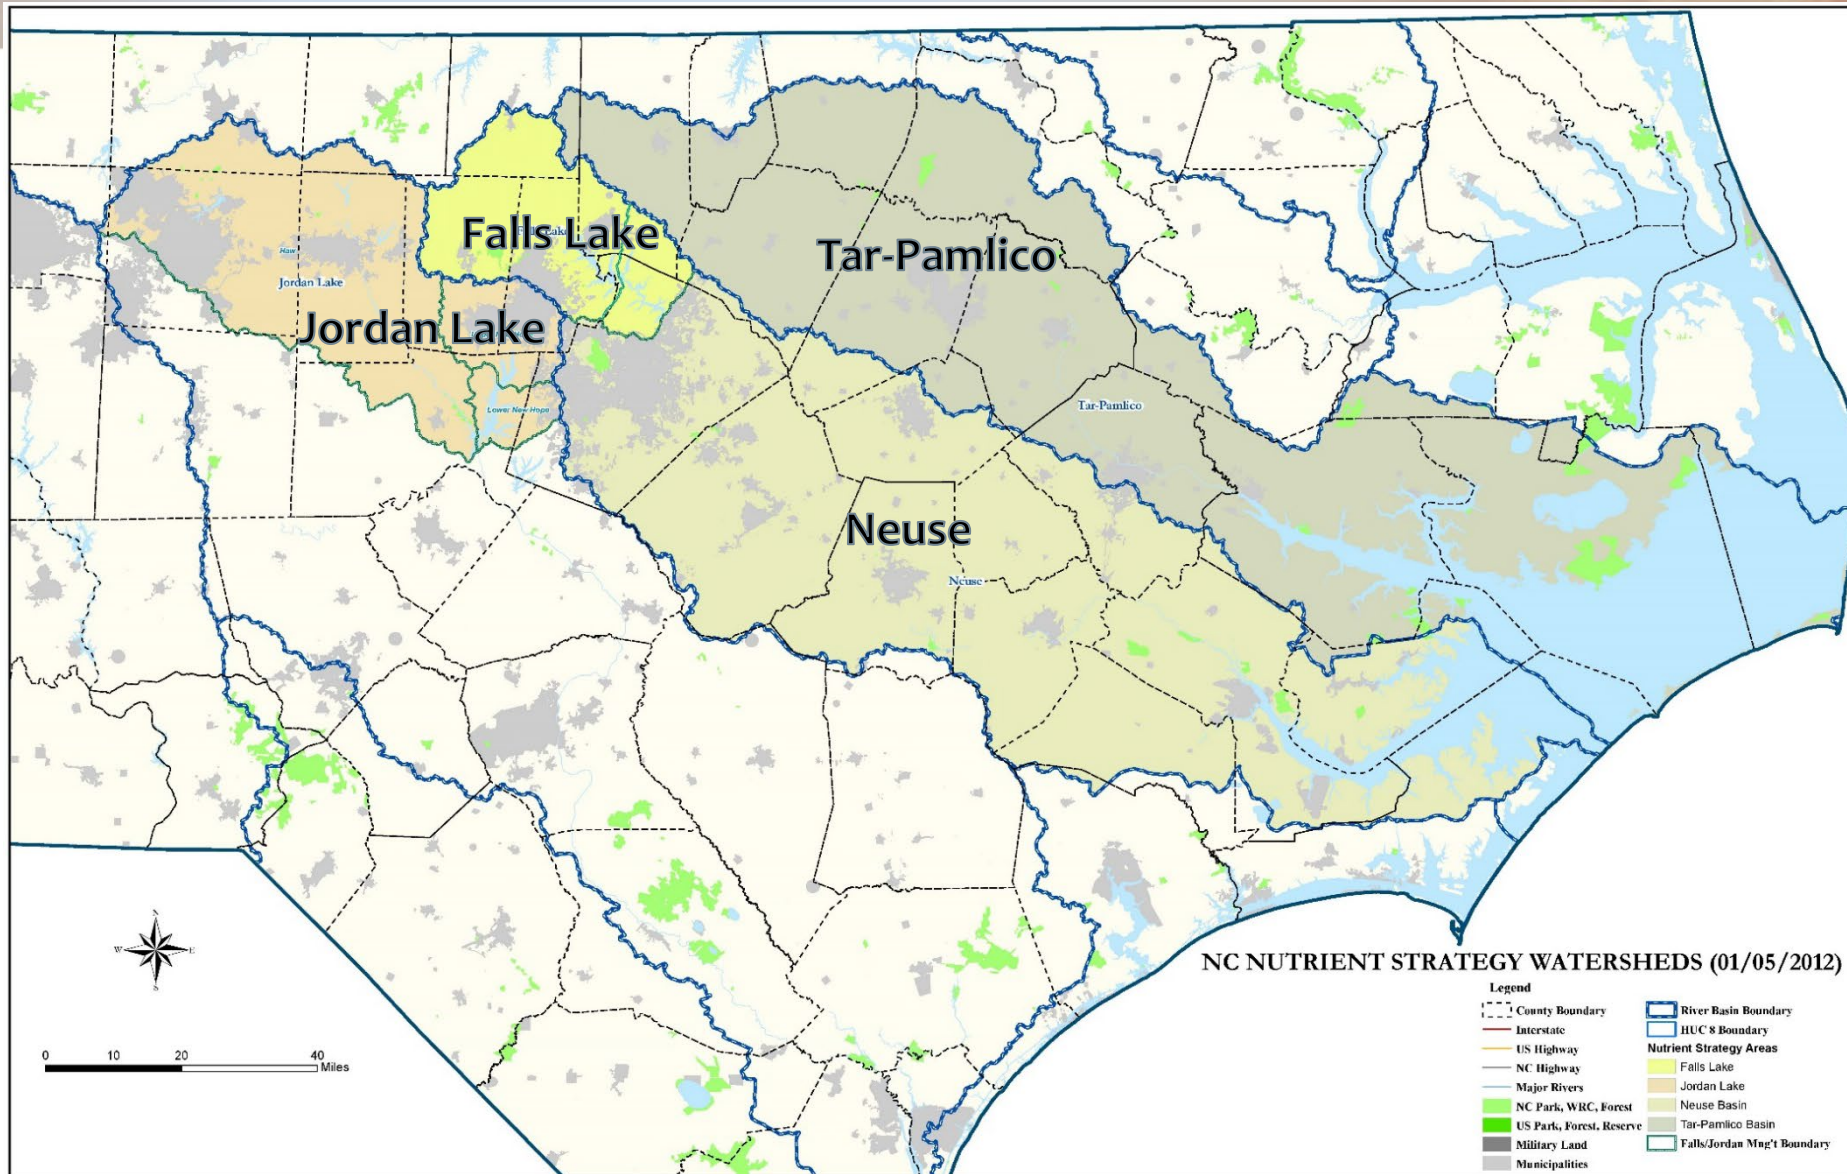 Falls Lake
Tar-Pamlico
Haw
Jordan Lake
Jordan Lake
Lower New Hope
Tar-Pamlico
Neuse
Neuse
N
W
E
S
NC NUTRIENT STRATEGY WATERSHEDS (01/05/2012)
Legend
County Boundary
Interstate
US Highway
NC Highway
Major Rivers
NC Park, WRC, Forest
US Park, Forest, Reserve
Military Land
Municipalities
River Basin Boundary
HUC 8 Boundary
Nutrient Strategy Areas
Falls Lake
Jordan Lake
Neuse Basin
Tar-Pamlico Basin
Falls/Jordan Mng't Boundary
0 10 20 40
Miles